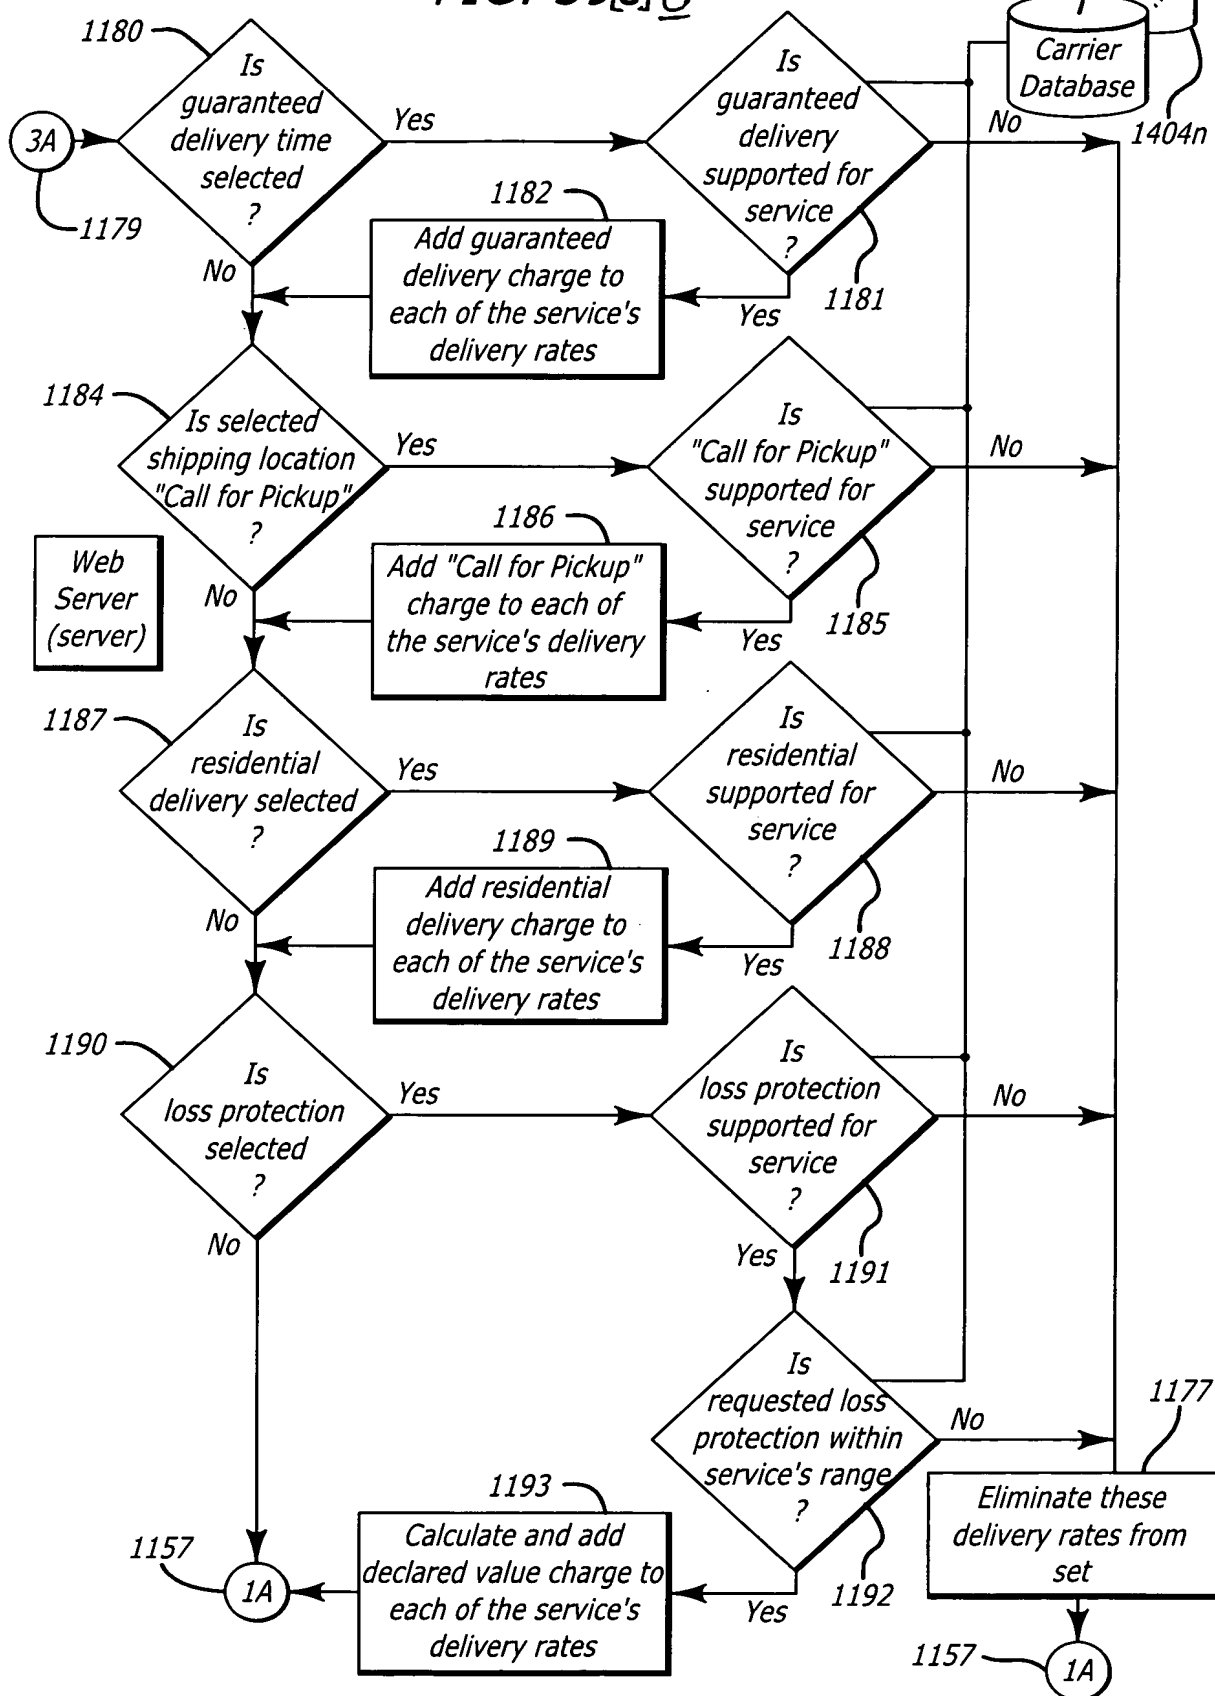 1180
Is
guaranteed
delivery time
selected
?
3A
1179
Yes
No
Is
guaranteed
delivery
supported for
service
?
1181
No
Yes
Carrier
Database
1404n
1182
Add guaranteed
delivery charge to
each of the service's
delivery rates
1184
Is selected
shipping location
"Call for Pickup"
?
Yes
No
Is
"Call for Pickup"
supported for
service
?
1185
No
Yes
1186
Add "Call for Pickup"
charge to each of
the service's delivery
rates
Web
Server
(server)
1187
Is
residential
delivery selected
?
Yes
No
Is
residential
supported for
service
?
1188
No
Yes
1189
Add residential
delivery charge to
each of the service's
delivery rates
1190
Is
loss protection
selected
?
Yes
No
Is
loss protection
supported for
service
?
1191
No
Yes
Is
requested loss
protection within
service's range
?
1192
No
Yes
1193
Calculate and add
declared value charge to
each of the service's
delivery rates
1157
1A
1177
Eliminate these
delivery rates from
set
1157
1A